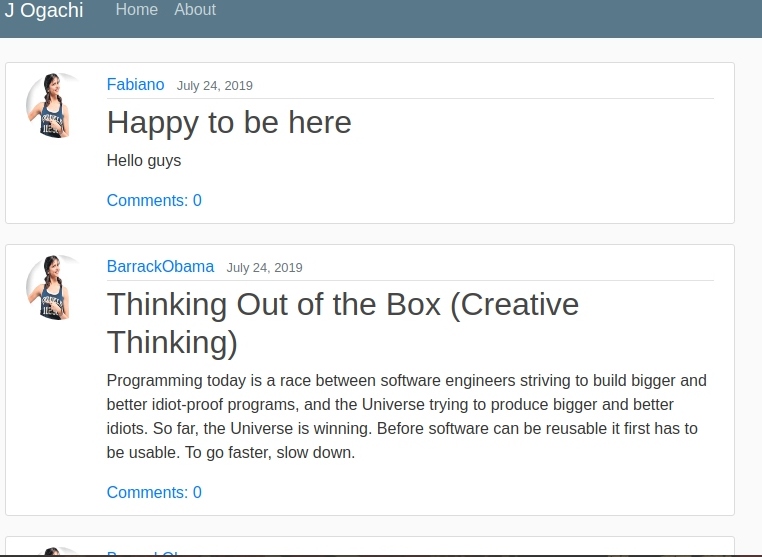 J Ogachi Home About
Fabiano July 24, 2019
Happy to be here
Hello guys
Comments: 0
BarrackObama July 24, 2019
Thinking Out of the Box (Creative
Thinking)
Programming today is a race between software engineers striving to build bigger and
better idiot-proof programs, and the Universe trying to produce bigger and better
idiots. So far, the Universe is winning. Before software can be reusable it first has to
be usable. To go faster, slow down.
Comments: 0